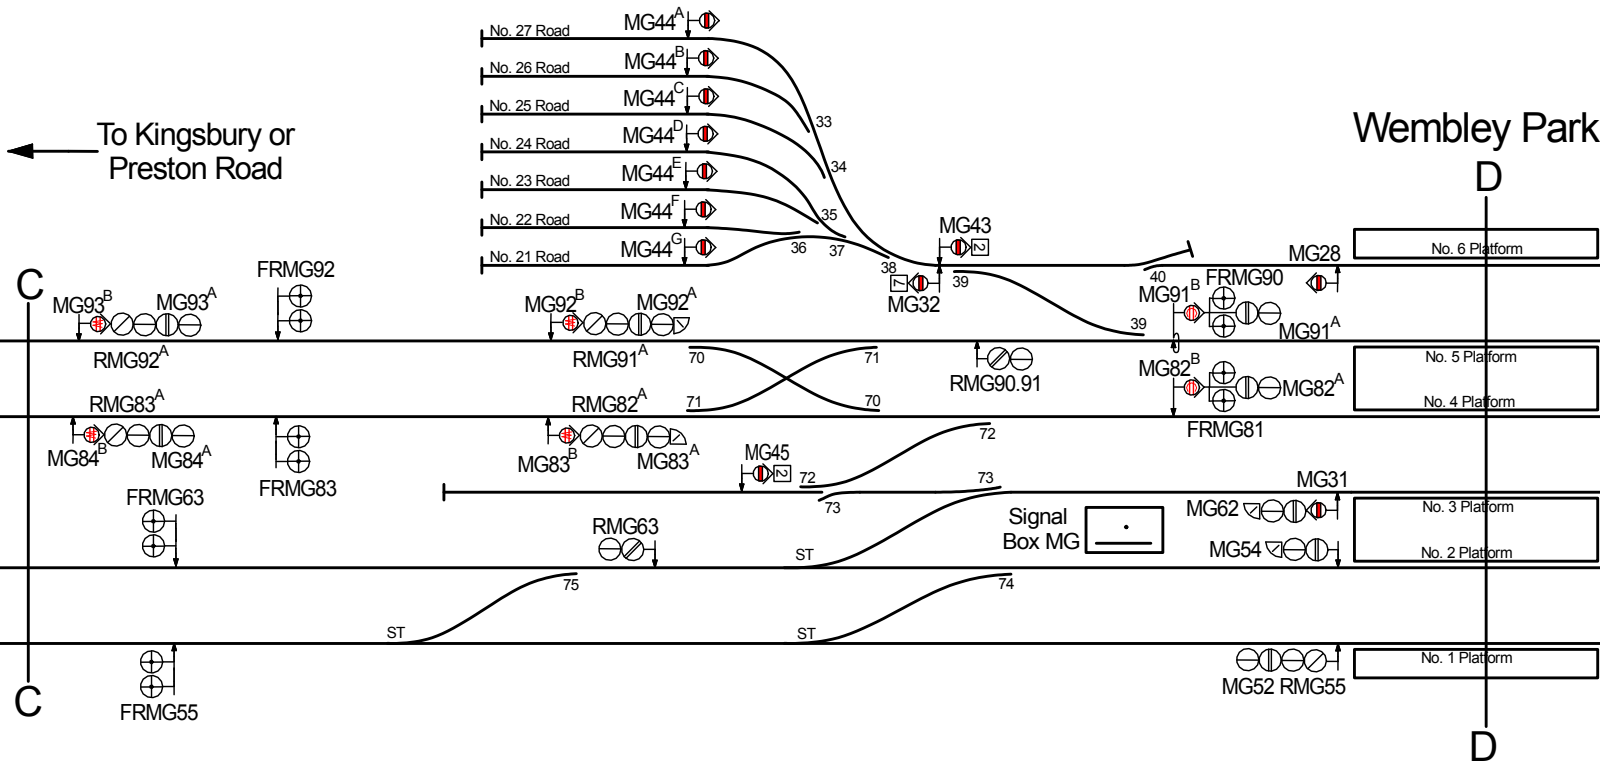 MG44A
No. 27 Road
MG44B
No. 26 Road
MG44C
No. 25 Road
33
To Kingsbury or
Preston Road
Wembley Park
MG44D
No. 24 Road
34
D
MG44E
No. 23 Road
MG44F
35
No. 22 Road
MG44G
36
37
MG43
2
No. 21 Road
38
39
40
MG28
No. 6 Platform
C
FRMG92
MG32
7
FRMG90
MG93B
MG93A
MG92B
MG92A
MG91B
MG91A
39
RMG92A
RMG91A
70
71
RMG90.91
No. 5 Platform
MG82B
MG82A
RMG83A
RMG82A
71
70
No. 4 Platform
FRMG81
72
MG84B
MG84A
MG83B
MG83A
MG45
2
FRMG83
72
73
73
MG31
FRMG63
MG62
No. 3 Platform
RMG63
Signal
Box MG
MG54
No. 2 Platform
ST
75
74
ST
ST
No. 1 Platform
MG52 RMG55
C
FRMG55
D